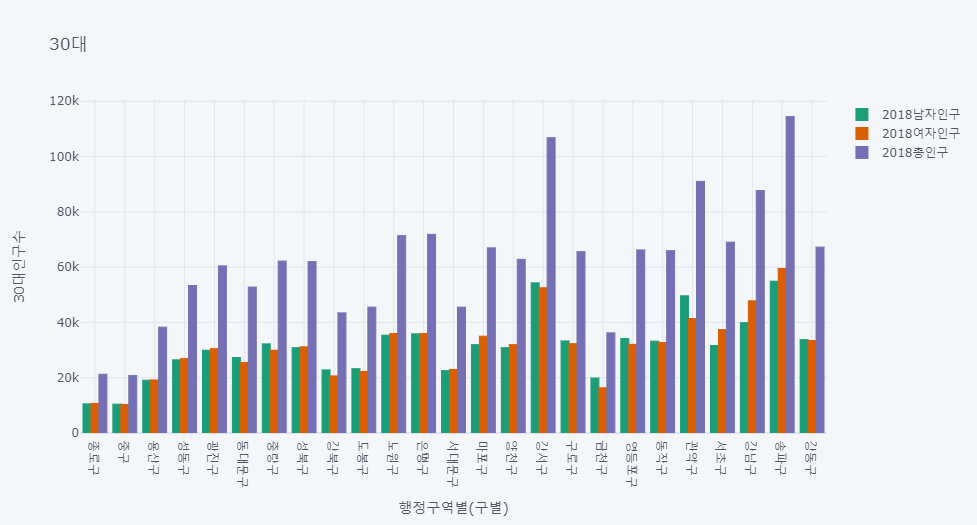 30대
120k
100k
80k
60k
40k
20k
0
30대인구수
2018남자인구
2018여자인구
2018총인구
종로구
중구
용산구
성동구
광진구
동대문구
중랑구
성북구
강북구
도봉구
노원구
은평구
서대문구
마포구
양천구
강서구
구로구
금천구
영등포구
동작구
관악구
서초구
강남구
송파구
강동구
행정구역별(구별)